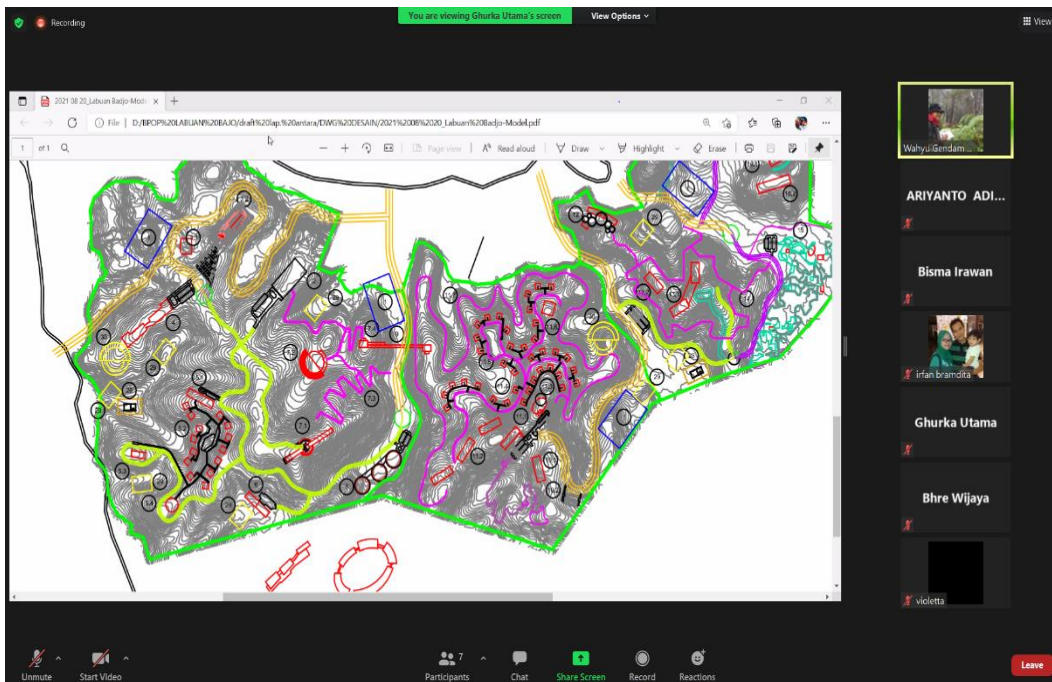 Recording
You are viewing Ghurka Utama's screen
View Options
View
2021 08 20_Labuan Badjo-Mode
File | D:/BPOP%20LABUAN%20BAJO/draft%20lap.%20antara/DWG%20DESAIN/2021%2008%2020_Labuan%20Badjo-Model.pdf
1 of 1
Page view
Read aloud
Draw
Highlight
Erase
Wahyu Gendam ...
ARIYANTO ADI...
Bisma Irawan
irfan bramdita
Ghurka Utama
Bhre Wijaya
violetta
Unmute
Start Video
7
Participants
Chat
Share Screen
Record
Reactions
Leave